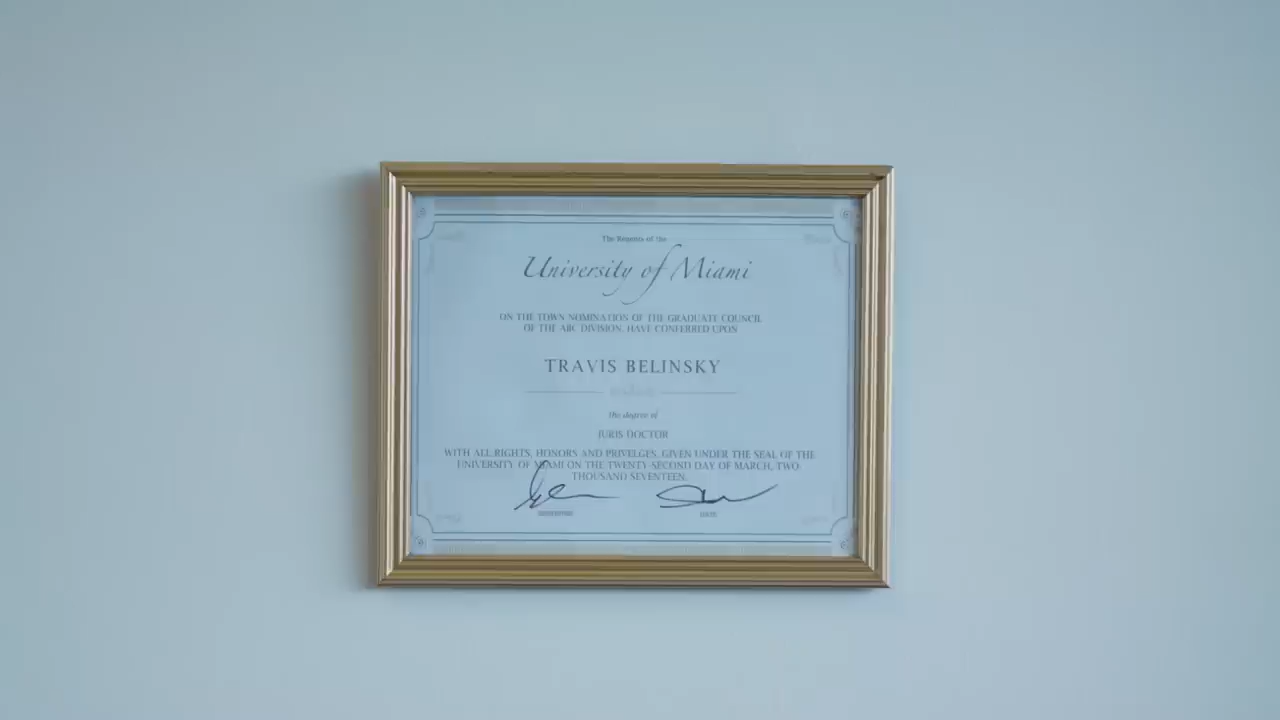 The Regents of the
University of Miami
ON THE TOWN NOMINATION OF THE GRADUATE COUNCIL
OF THE ABC DIVISION, HAVE CONFERRED UPON
TRAVIS BELINSKY
the degree of
JURIS DOCTOR
WITH ALL RIGHTS, HONORS AND PRIVELGES, GIVEN UNDER THE SEAL OF THE
UNIVERSITY OF MIAMI ON THE TWENTY-SECOND DAY OF MARCH, TWO
THOUSAND SEVENTEEN.